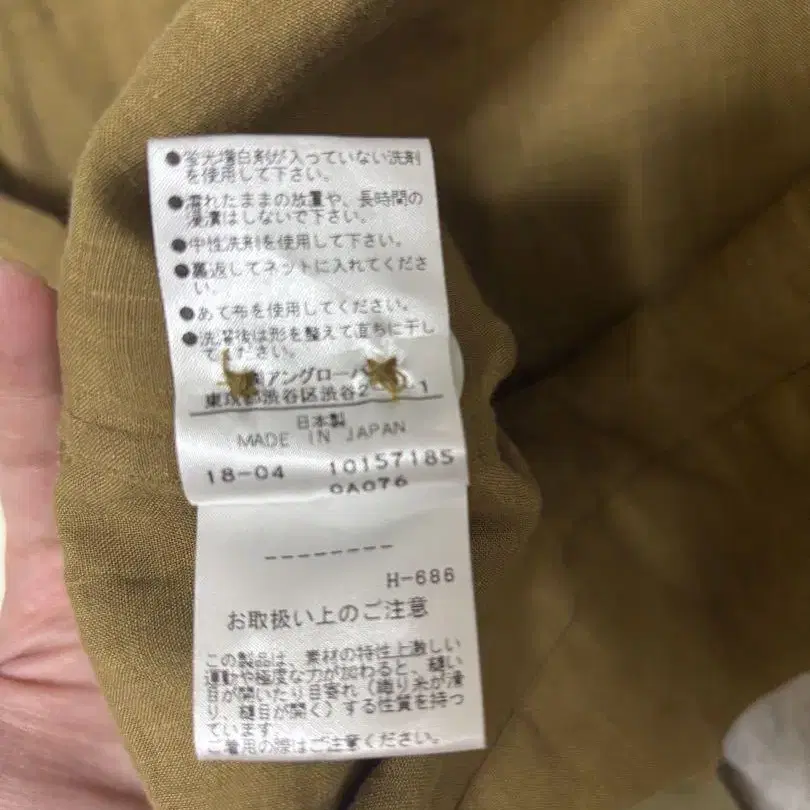 ●蛍光増白剤が入っていない洗剤
を使用して下さい。
●濡れたままの放置や、長時間の
浸漬はしないで下さい。
●中性洗剤を使用して下さい。
●裏返してネットに入れてくださ
い。
●あて布を使用してください。
●洗濯後は形を整えて直ちに干し
てください。
アングローバ
東京都渋谷区渋谷2 1
日本製
MADE IN JAPAN
18-04 10157185
0A076
--------
H-686
お取扱い上のご注意
この製品は、素材の特性上激しい
運動や極度な力が加わると、縫い
目が開いたり目寄れ(織り糸が滑
り、縫目が開く)する性質を持っ
ています。
ご着用の際はご注意ください。